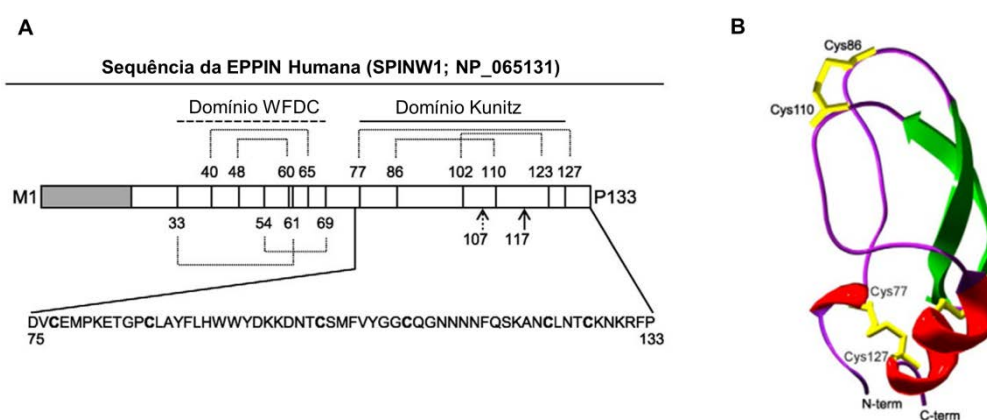 A
Sequência da EPPIN Humana (SPINW1; NP_065131)
Domínio WFDC
Domínio Kunitz
40 48 60 65 77 86 102 110 123 127
M1
P133
33 54 61 69 107 117
DVCEMPKETGPCLAYFLHWWYDKKDNTCSMFVYGGCQGNNNNFQSKANCLNTCKNKRFP
75 133
B
Cys86
Cys110
Cys77
Cys127
N-term
C-term